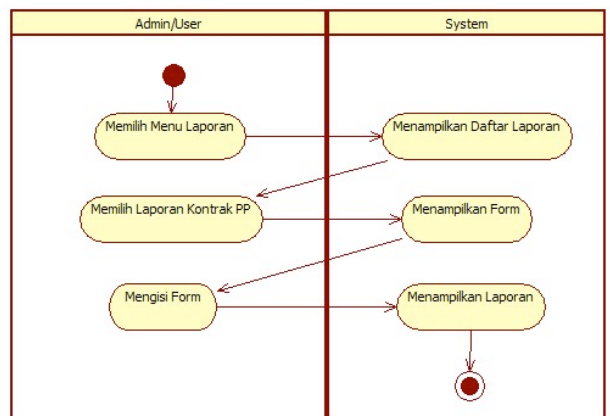 Admin/User
System
Memilih Menu Laporan
Menampilkan Daftar Laporan
Memilih Laporan Kontrak PP
Menampilkan Form
Mengisi Form
Menampilkan Laporan